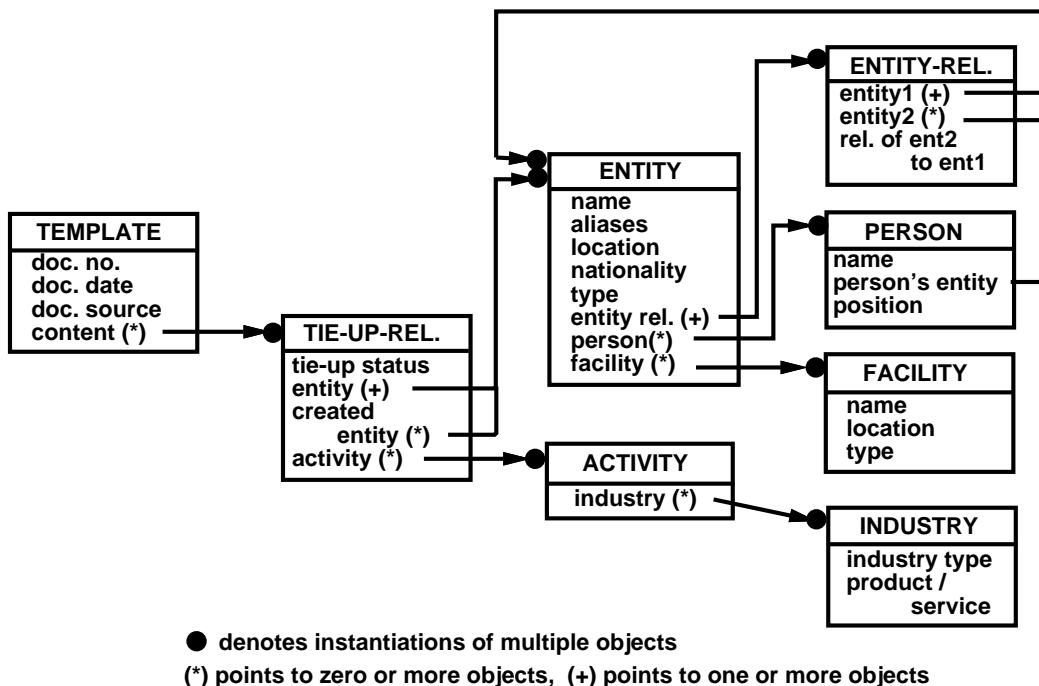 TEMPLATE
doc. no.
doc. date
doc. source
content (*)
TIE-UP-REL.
tie-up status
entity (+)
created
entity (*)
activity (*)
ENTITY
name
aliases
location
nationality
type
entity rel. (+)
person(*)
facility (*)
ACTIVITY
industry (*)
ENTITY-REL.
entity1 (+)
entity2 (*)
rel. of ent2
to ent1
PERSON
name
person's entity
position
FACILITY
name
location
type
INDUSTRY
industry type
product /
service
denotes instantiations of multiple objects
(*) points to zero or more objects, (+) points to one or more objects